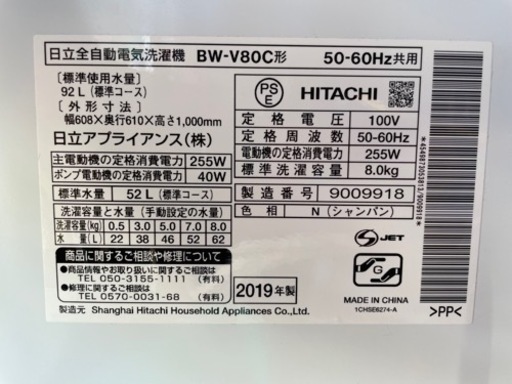 日立全自動電気洗濯機 BW-V80C形 50-60Hz共用
〔標準使用水量〕
92L(標準コース)
〔外形寸法〕
幅608×奥行610×高さ1,000mm
日立アプライアンス(株)
主電動機の定格消費電力 255W
ポンプ電動機の定格消費電力 40W
標準水量 52L(標準コース)
洗濯容量と水量(手動設定の水量)
洗濯容量(kg) 0.5 3.0 5.0 7.0 8.0
水量(L) 22 38 46 52 62
商品に関するご相談や修理について
●商品情報やお取り扱いに関するご相談は
TEL 050-3155-1111
(有料)
●修理に関するご相談は
TEL 0570-0031-68(有料)
PSE HITACHI
定格電圧 100V
定格周波数 50-60Hz
電動機の定格消費電力 255W
標準洗濯容量 8.0kg
製造番号 9009918
色相 N(シャンパン)
S JET
G
2019年製
MADE IN CHINA
1CHSE6274-A
製造元 Shanghai Hitachi Household Appliances Co., Ltd.
>PP<